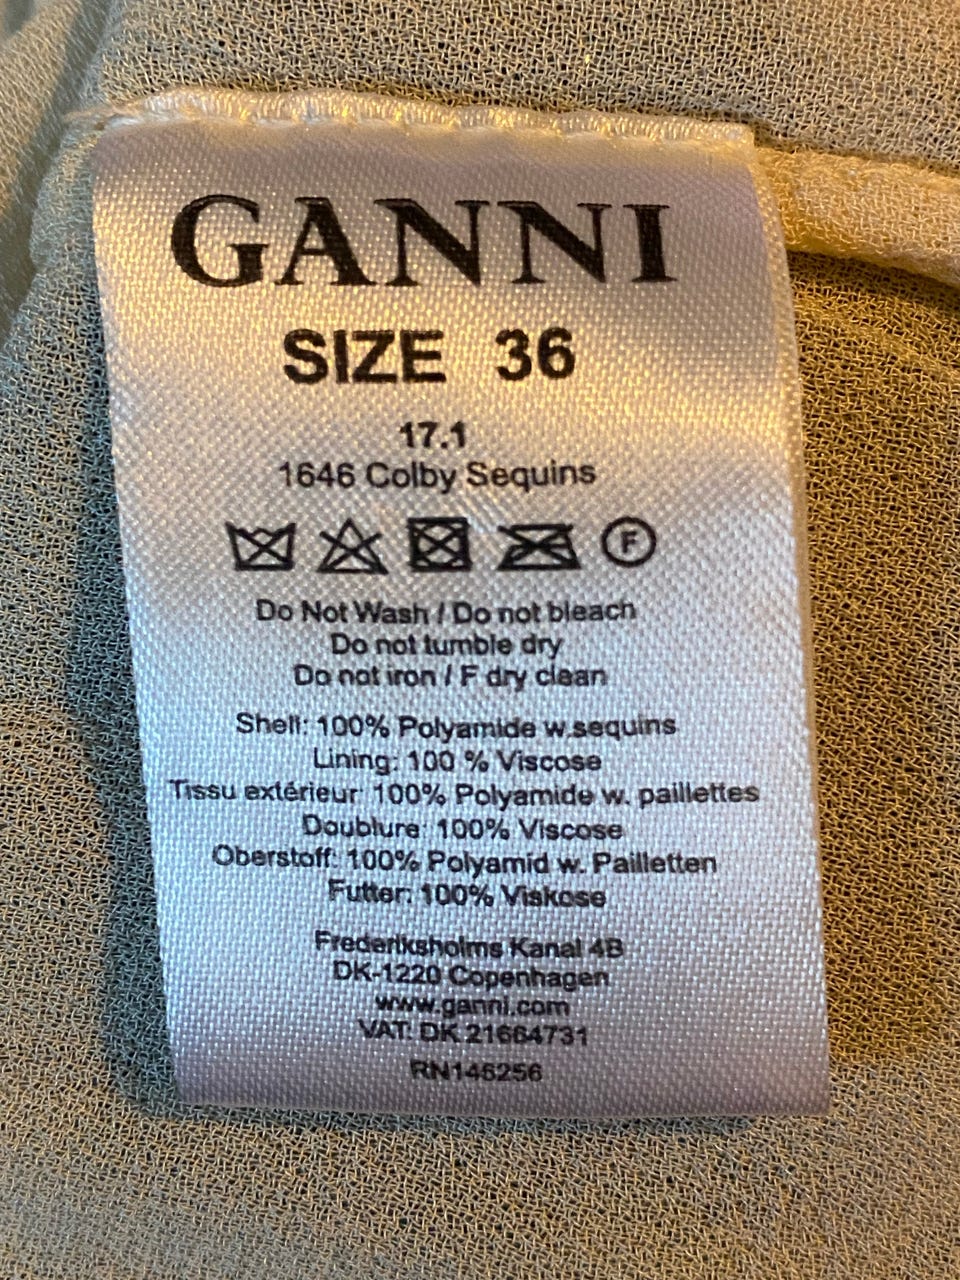 GANNI
SIZE 36
17.1
1646 Colby Sequins
F
Do Not Wash / Do not bleach
Do not tumble dry
Do not iron / F dry clean
Shell: 100% Polyamide w.sequins
Lining: 100 % Viscose
Tissu extérieur: 100% Polyamide w. paillettes
Doublure: 100% Viscose
Oberstoff: 100% Polyamid w. Pailletten
Futter: 100% Viskose
Frederiksholms Kanal 4B
DK-1220 Copenhagen
www.ganni.com
VAT: DK 21664731
RN146256